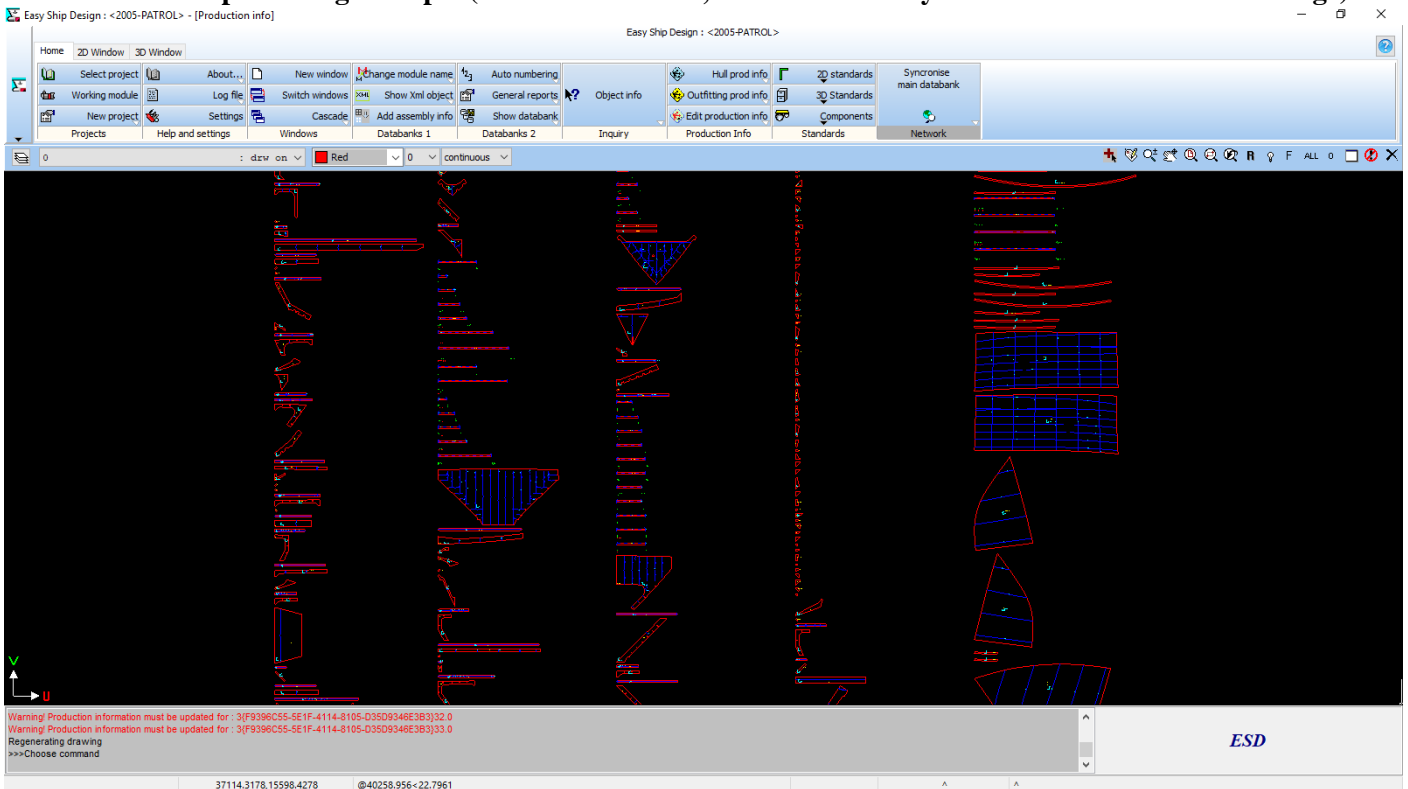 Easy Ship Design : <2005-PATROL> - [Production info]
Easy Ship Design : <2005-PATROL>
Home 2D Window 3D Window
Select project About... New window Change module name Auto numbering Hull prod info 2D standards Syncronise
main databank
Working module Log file Switch windows Show Xml object General reports Object info Outfitting prod info 3D Standards
New project Settings Cascade Add assembly info Show databank Edit production info Components
Projects Help and settings Windows Databanks 1 Databanks 2 Inquiry Production Info Standards Network
0 : drw on Red 0 continuous R F ALL 0
V
U
Warning! Production information must be updated for : 3{F9396C55-5E1F-4114-8105-D35D9346E3B3}32.0
Warning! Production information must be updated for : 3{F9396C55-5E1F-4114-8105-D35D9346E3B3}33.0
Regenerating drawing
>>>Choose command
ESD
37114.3178,15598.4278 @40258.956<22.7961